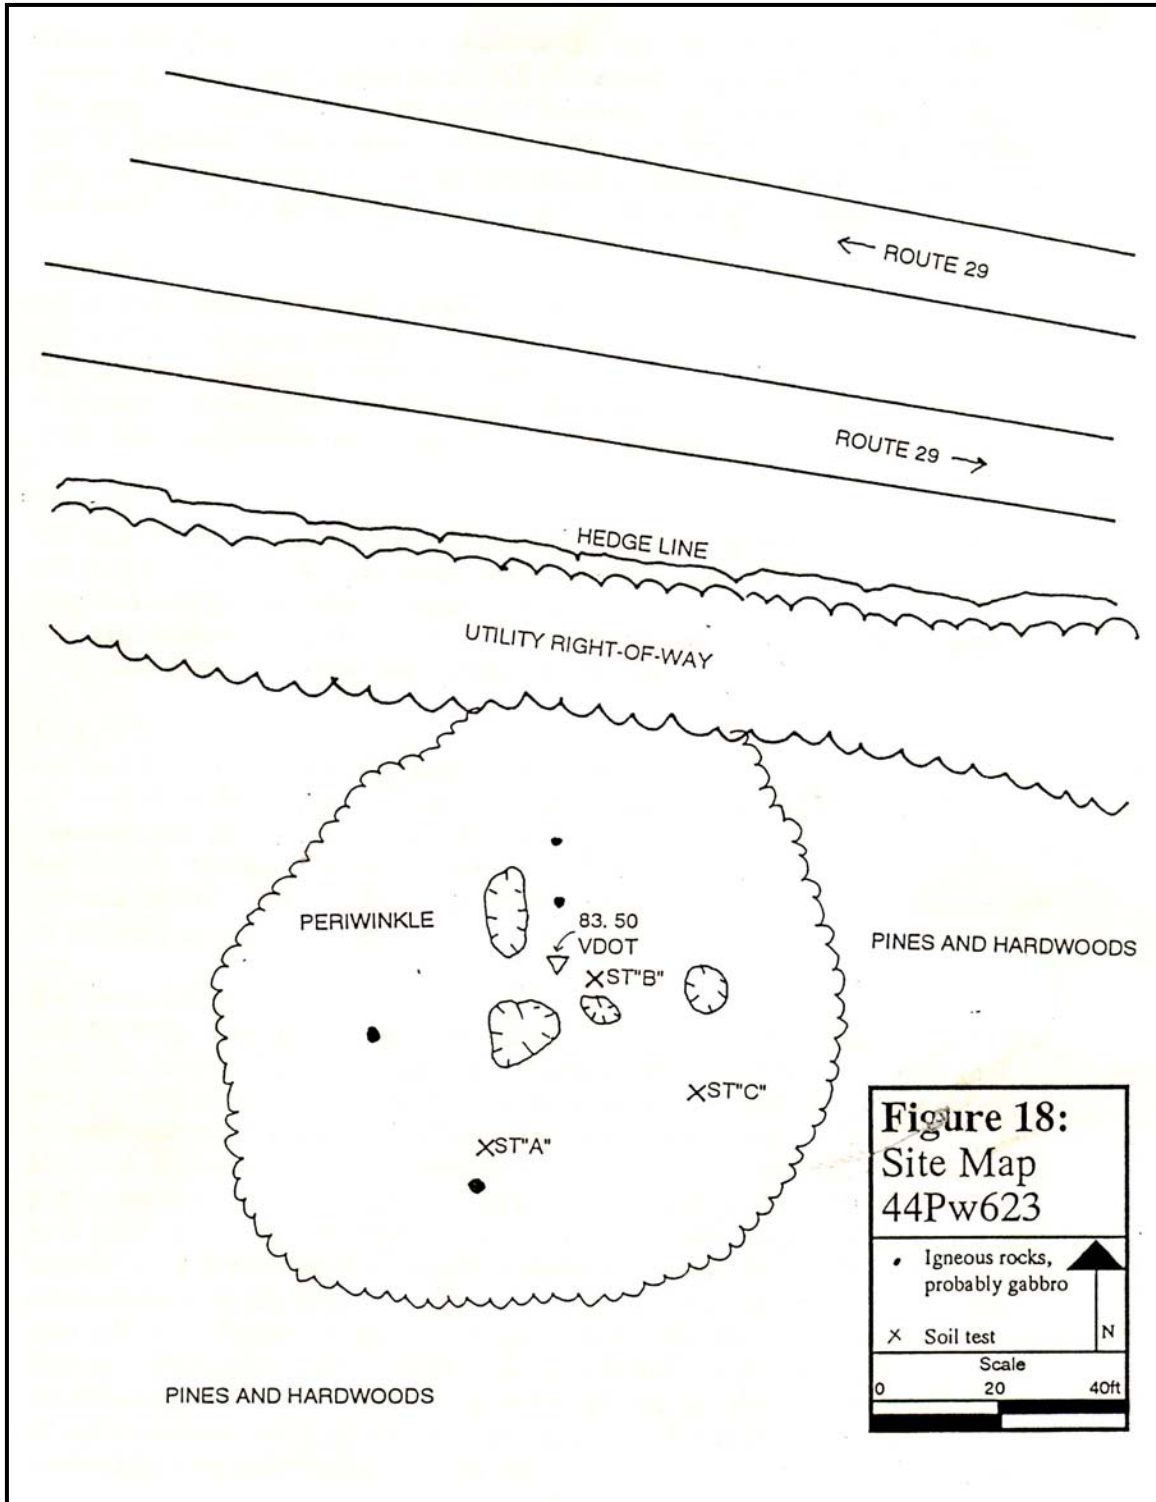 ← ROUTE 29
ROUTE 29 →
HEDGE LINE
UTILITY RIGHT-OF-WAY
PERIWINKLE
83.50
VDOT
PINES AND HARDWOODS
ST"B"
ST"C"
ST"A"
Figure 18:
Site Map
44Pw623
Igneous rocks,
probably gabbro
X Soil test
N
Scale
0 20 40ft
PINES AND HARDWOODS